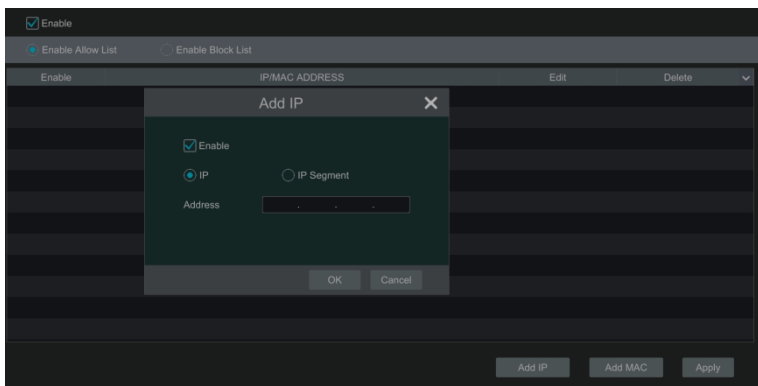 Enable
Enable Allow List Enable Block List
Enable IP/MAC ADDRESS Edit Delete
Add IP
Enable
IP IP Segment
Address . . .
OK Cancel
Add IP Add MAC Apply